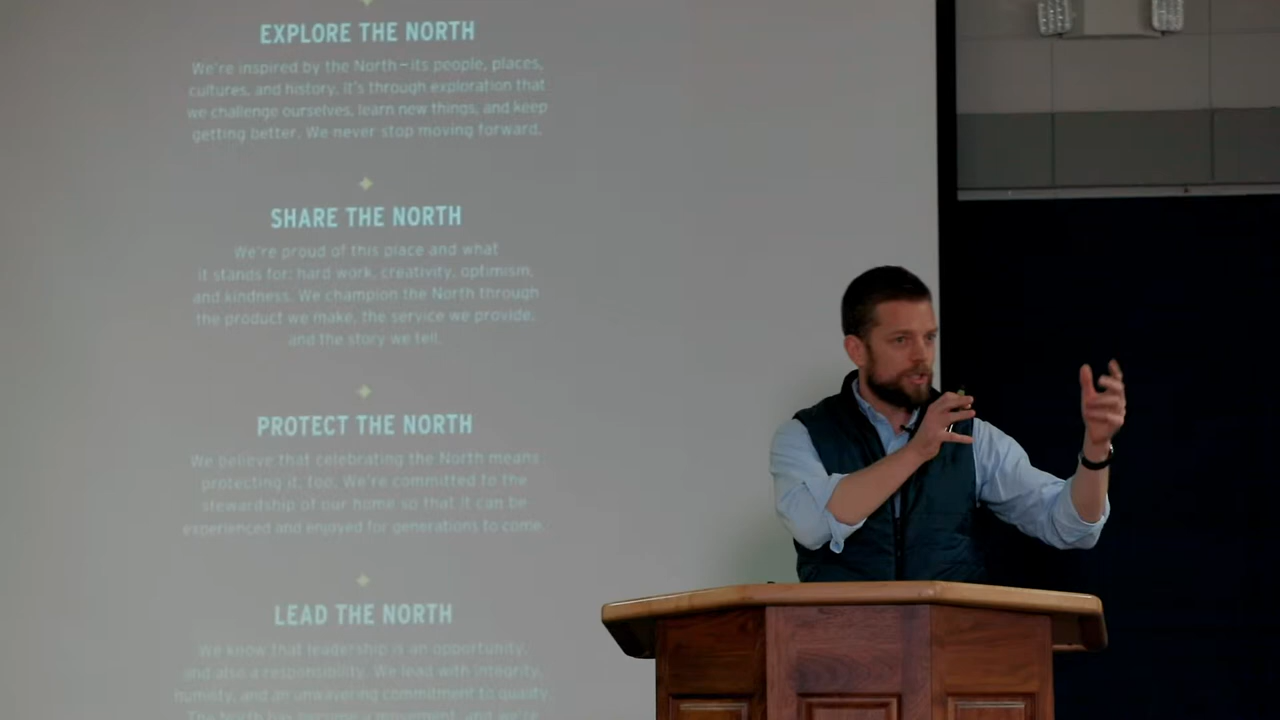 EXPLORE THE NORTH
We're inspired by the North—its people, places,
cultures, and history. It's through exploration that
we challenge ourselves, learn new things, and keep
getting better. We never stop moving forward.
SHARE THE NORTH
We're proud of this place and what
it stands for: hard work, creativity, optimism,
and kindness. We champion the North through
the product we make, the service we provide,
and the story we tell.
PROTECT THE NORTH
We believe that celebrating the North means
protecting it, too. We're committed to the
stewardship of our home so that it can be
experienced and enjoyed for generations to come.
LEAD THE NORTH
We know that leadership is an opportunity,
and also a responsibility. We lead with integrity,
humility, and an unwavering commitment to quality.
The North